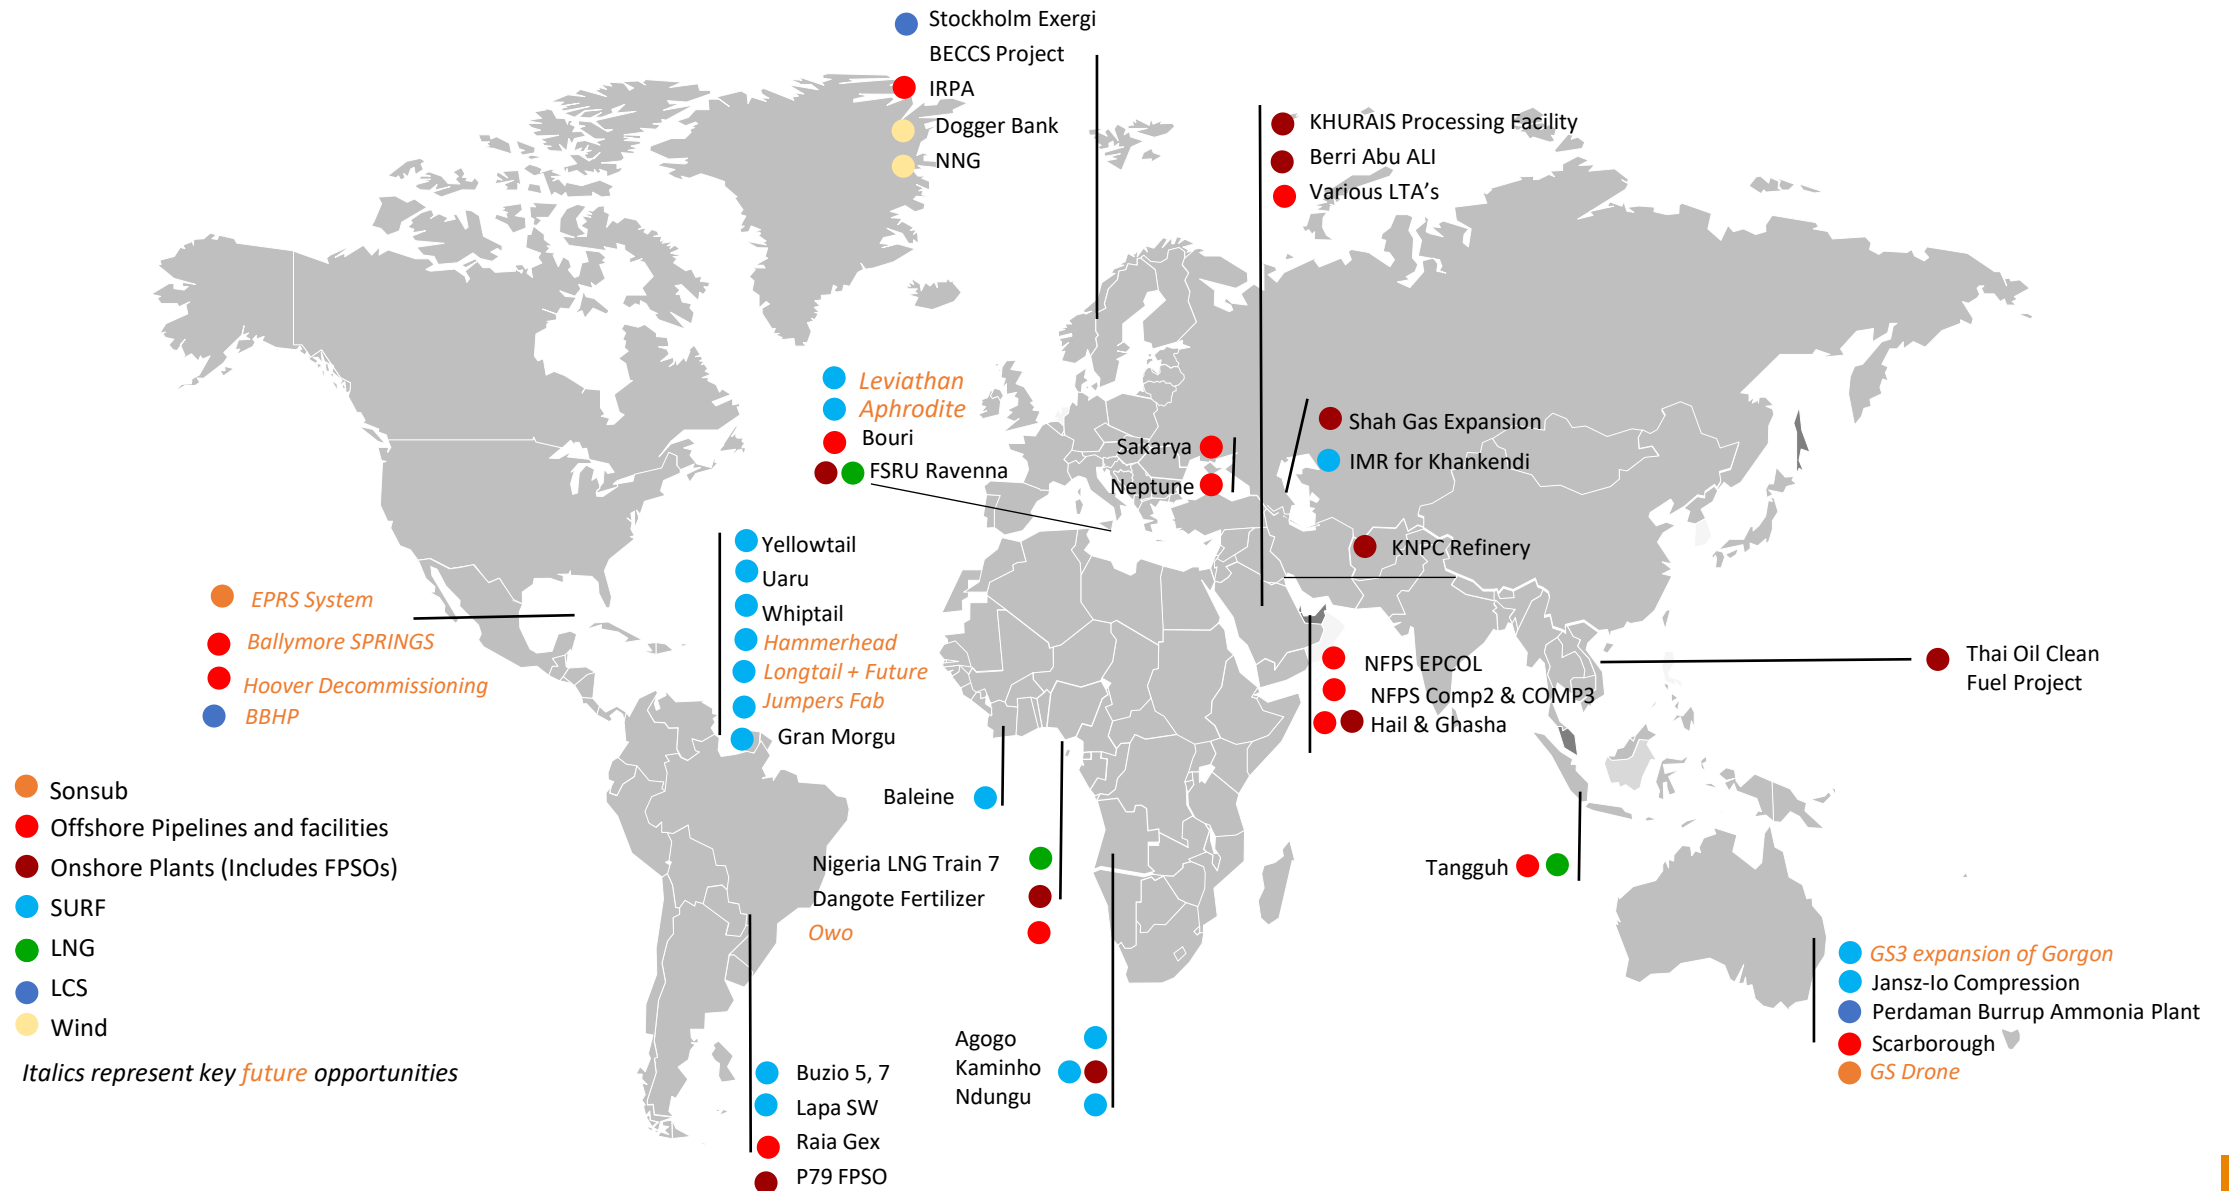 Stockholm Exergi
BECCS Project
IRPA
Dogger Bank
NNG
KHURAIS Processing Facility
Berri Abu ALI
Various LTA's
Leviathan
Aphrodite
Bouri
FSRU Ravenna
Sakarya
Neptune
Shah Gas Expansion
IMR for Khankendi
KNPC Refinery
Yellowtail
Uaru
Whiptail
Hammerhead
Longtail + Future
Jumpers Fab
Gran Morgu
EPRS System
Ballymore SPRINGS
Hoover Decommissioning
BBHP
NFPS EPCOL
NFPS Comp2 & COMP3
Hail & Ghasha
Thai Oil Clean
Fuel Project
Baleine
Nigeria LNG Train 7
Dangote Fertilizer
Owo
Tangguh
GS3 expansion of Gorgon
Jansz-Io Compression
Perdaman Burrup Ammonia Plant
Scarborough
GS Drone
Agogo
Kaminho
Ndungu
Buzio 5, 7
Lapa SW
Raia Gex
P79 FPSO
Sonsub
Offshore Pipelines and facilities
Onshore Plants (Includes FPSOs)
SURF
LNG
LCS
Wind
Italics represent key future opportunities